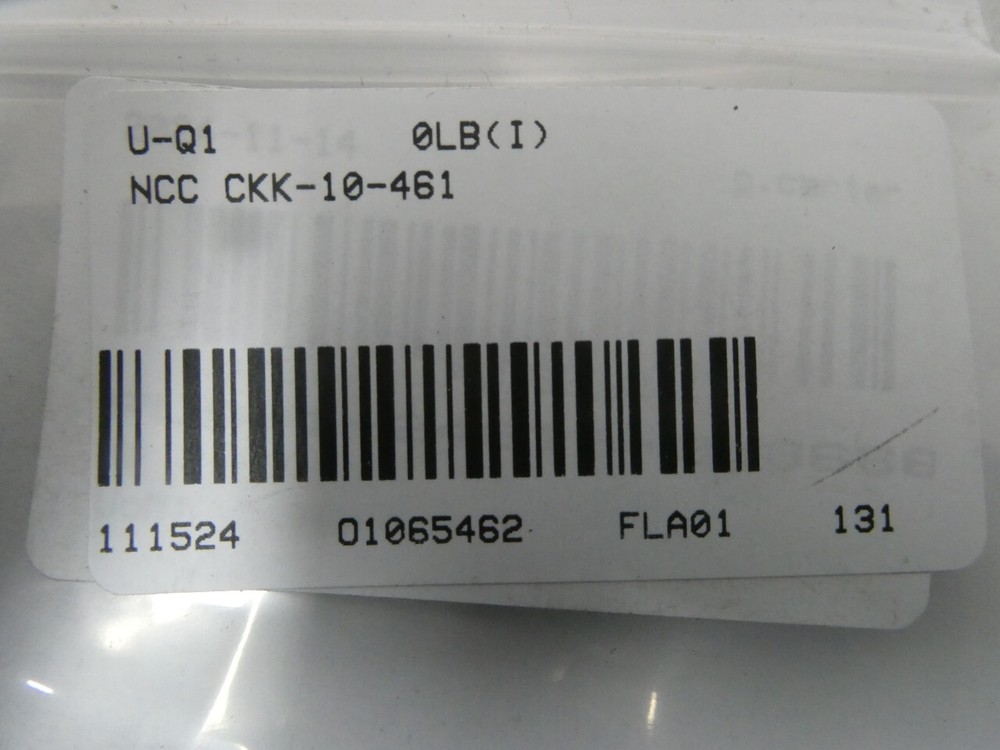 U-Q1 0LB(I)
NCC CKK-10-461
111524 01065462 FLA01 131